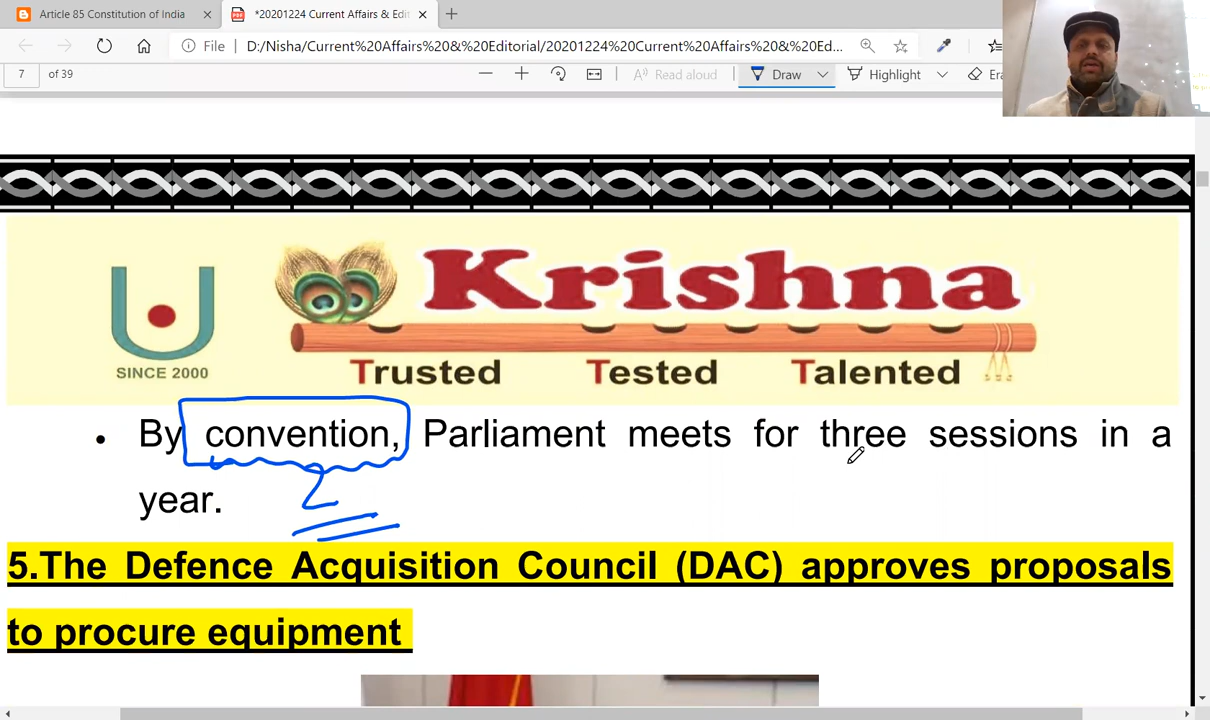 Article 85 Constitution of India
*20201224 Current Affairs & Edi
File
D:/Nisha/Current%20Affairs%20&%20Editorial/20201224%20Current%20Affairs%20&%20Ed...
7 of 39
Read aloud
Draw
Highlight
Era
Krishna
SINCE 2000
Trusted Tested Talented
• By convention, Parliament meets for three sessions in a
year.
2
5.The Defence Acquisition Council (DAC) approves proposals
to procure equipment